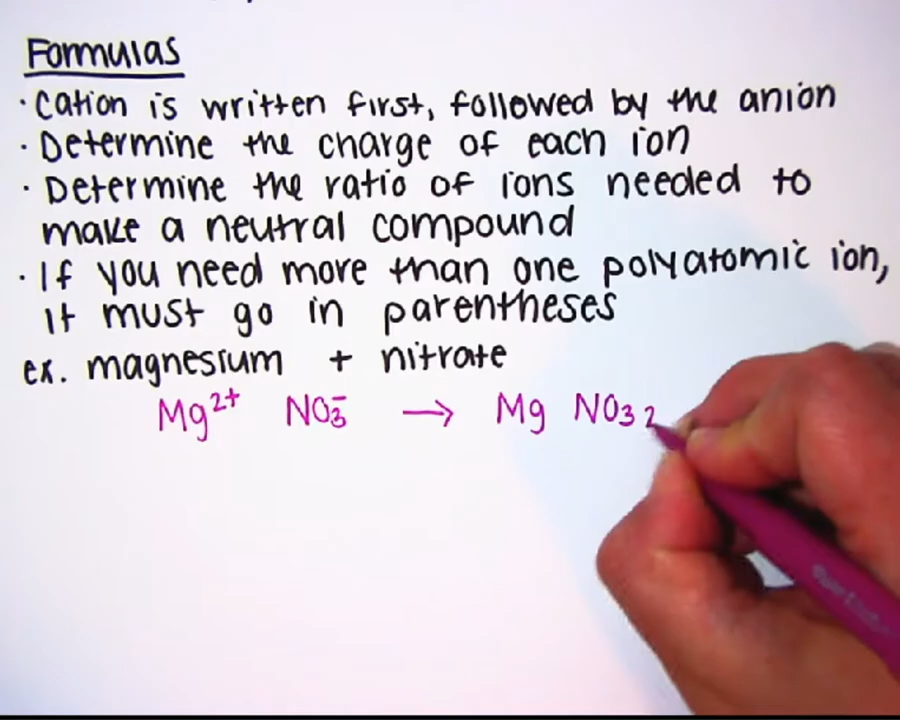 Formulas
· Cation is written first, followed by the anion
· Determine the charge of each ion
· Determine the ratio of ions needed to
make a neutral compound
· If you need more than one polyatomic ion,
it must go in parentheses
ex. magnesium + nitrate
Mg²⁺ NO₃⁻ → Mg NO₃ ₂